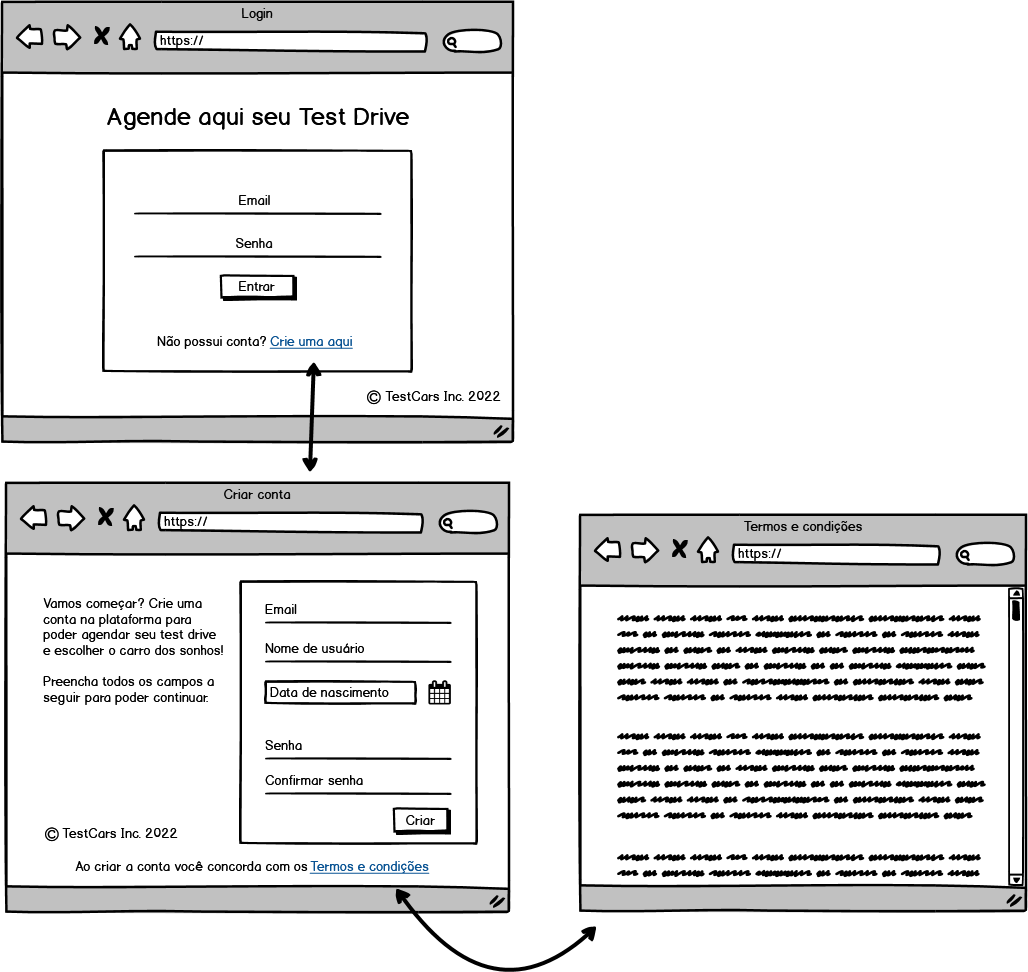 Login
https://
Agende aqui seu Test Drive
Email
Senha
Entrar
Não possui conta? Crie uma aqui
© TestCars Inc. 2022
Criar conta
https://
Vamos começar? Crie uma
conta na plataforma para
poder agendar seu test drive
e escolher o carro dos sonhos!
Preencha todos os campos a
seguir para poder continuar.
Email
Nome de usuário
Data de nascimento
Senha
Confirmar senha
Criar
© TestCars Inc. 2022
Ao criar a conta você concorda com os Termos e condições
Termos e condições
https://